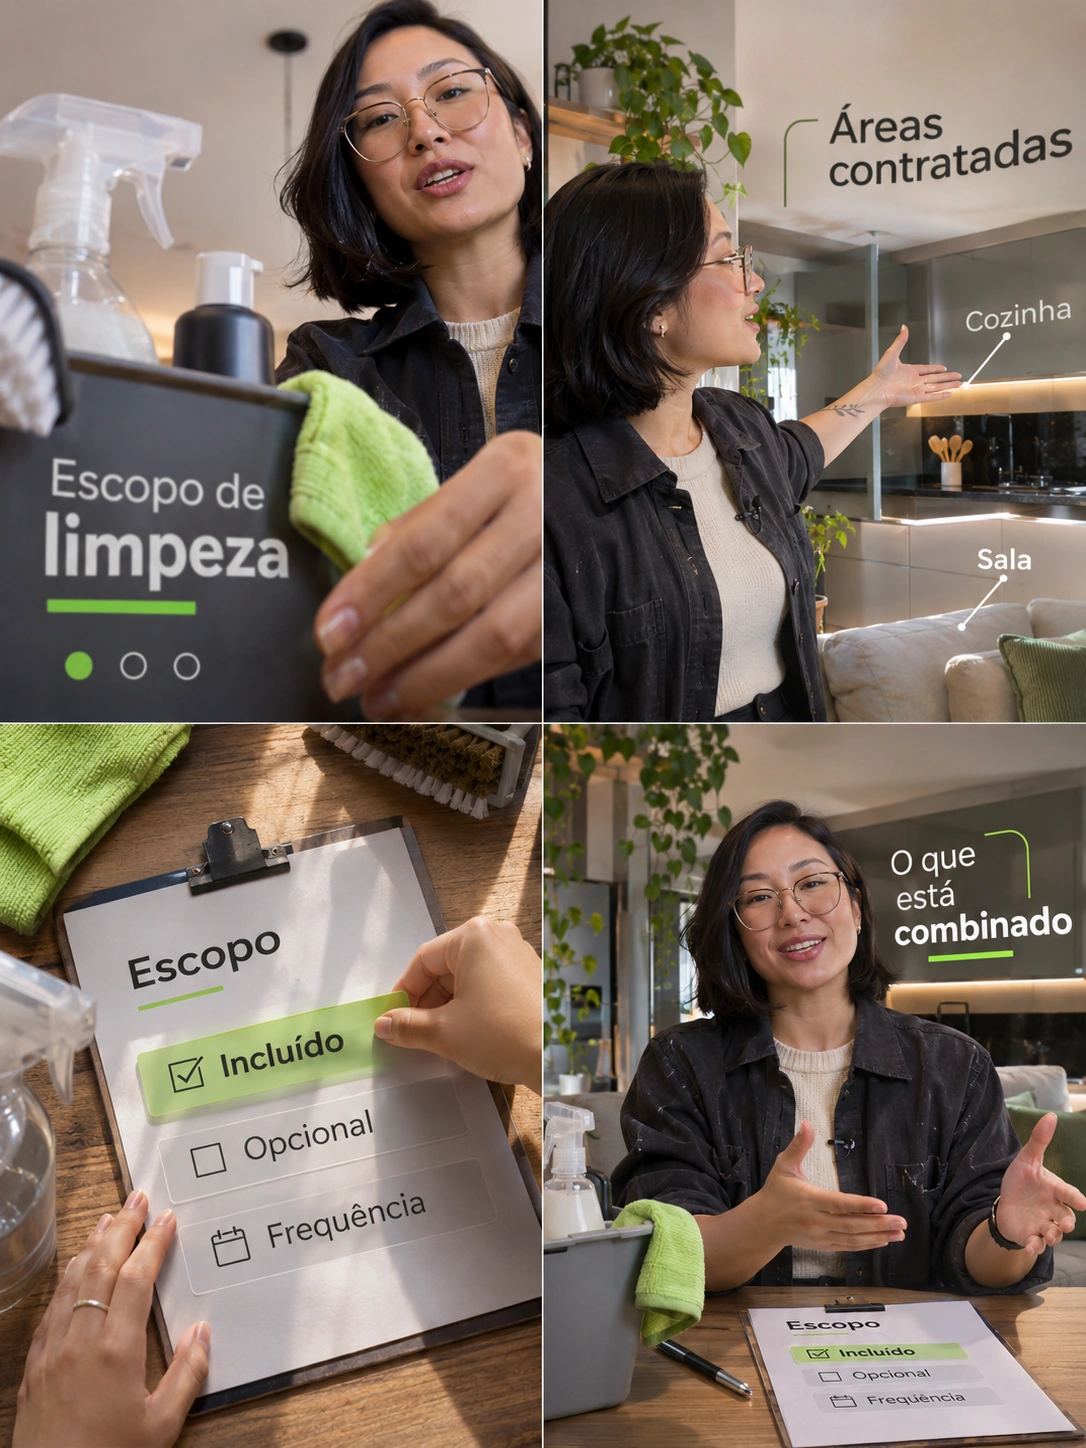 Escopo de
limpeza
Áreas
contratadas
Cozinha
Sala
Escopo
Incluído
Opcional
Frequência
O que
está
combinado
Escopo
Incluído
Opcional
Frequência